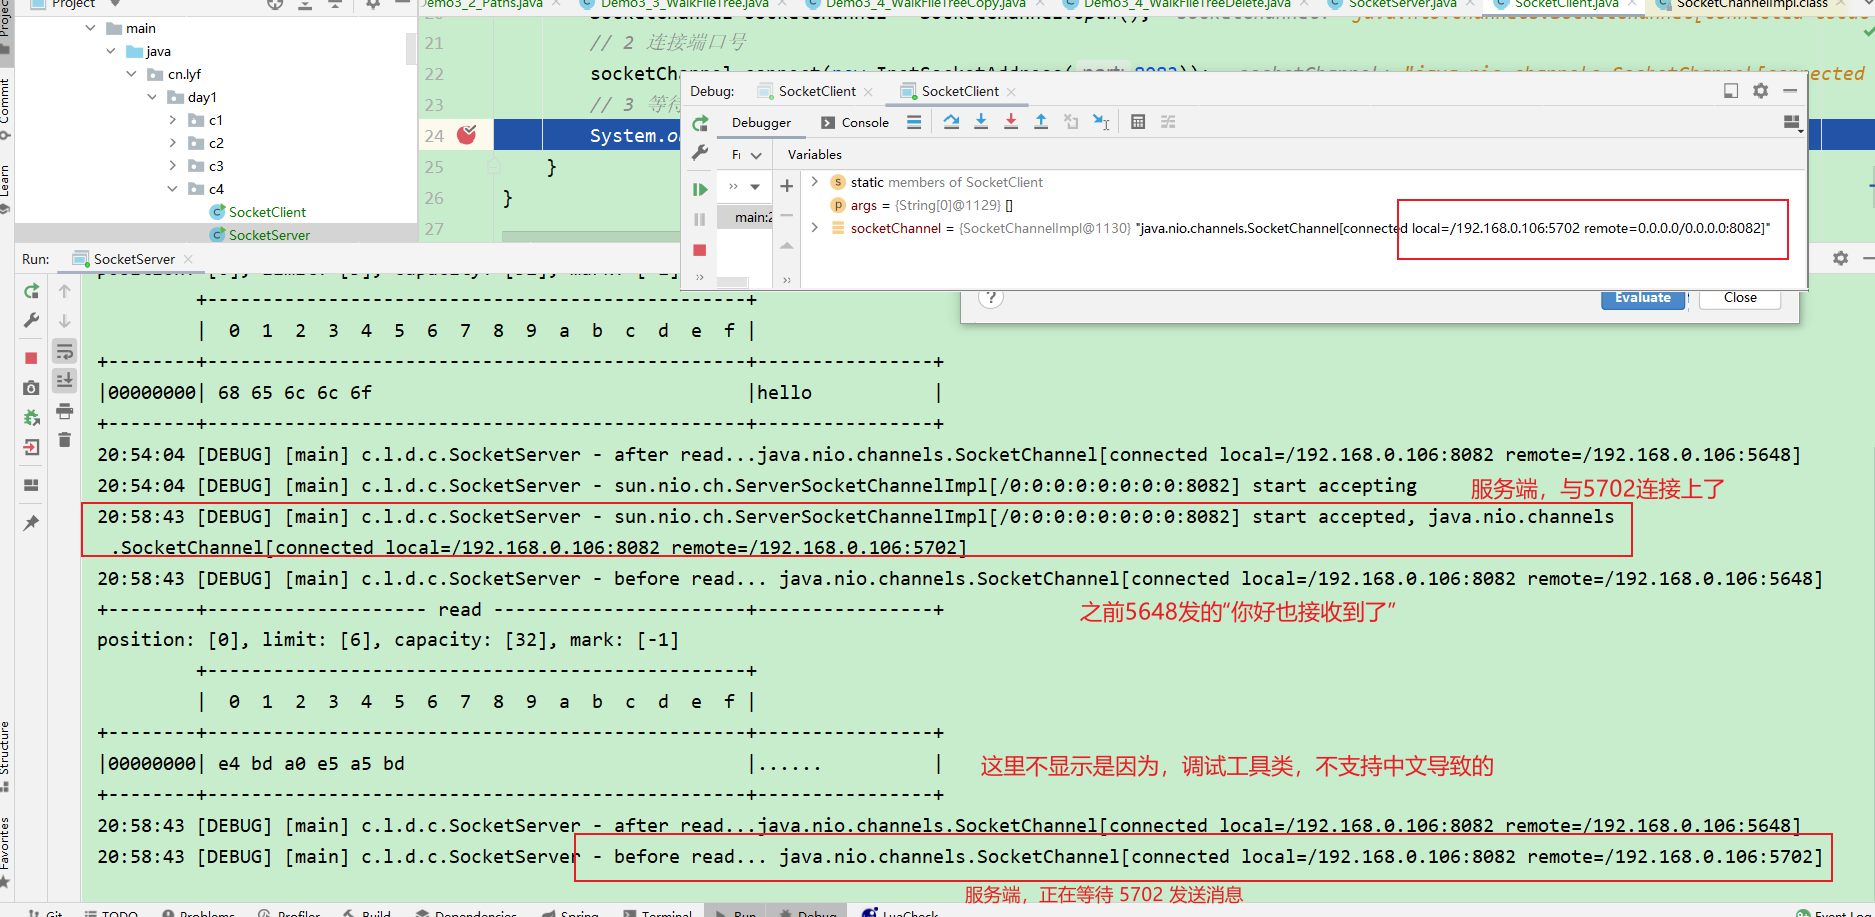 Project
Demo3_2_Paths.java
Demo3_3_WalkFileTree.java
Demo3_4_WalkFileTreeCopy.java
Demo3_4_WalkFileTreeDelete.java
SocketServer.java
SocketClient.java
SocketChannelImpl.class
main
java
cn.lyf
day1
c1
c2
c3
c4
SocketClient
SocketServer
Commit
Learn
Structure
Favorites
21 // 2 连接端口号
22
23
24 System.o
25 }
26 }
27
Debug: SocketClient SocketClient
Debugger Console
Variables
static members of SocketClient
args = {String[0]@1129} []
main:2
socketChannel = {SocketChannelImpl@1130} "java.nio.channels.SocketChannel[connected local=/192.168.0.106:5702 remote=0.0.0.0/0.0.0.0:8082]"
? Evaluate Close
Run: SocketServer
+-------------------------------------------------+
| 0 1 2 3 4 5 6 7 8 9 a b c d e f |
+--------+-------------------------------------------------+----------------+
|00000000| 68 65 6c 6c 6f |hello |
+--------+-------------------------------------------------+----------------+
20:54:04 [DEBUG] [main] c.l.d.c.SocketServer - after read...java.nio.channels.SocketChannel[connected local=/192.168.0.106:8082 remote=/192.168.0.106:5648]
20:54:04 [DEBUG] [main] c.l.d.c.SocketServer - sun.nio.ch.ServerSocketChannelImpl[/0:0:0:0:0:0:0:0:8082] start accepting
服务端，与5702连接上了
20:58:43 [DEBUG] [main] c.l.d.c.SocketServer - sun.nio.ch.ServerSocketChannelImpl[/0:0:0:0:0:0:0:0:8082] start accepted, java.nio.channels
.SocketChannel[connected local=/192.168.0.106:8082 remote=/192.168.0.106:5702]
20:58:43 [DEBUG] [main] c.l.d.c.SocketServer - before read... java.nio.channels.SocketChannel[connected local=/192.168.0.106:8082 remote=/192.168.0.106:5648]
+--------+-------------------- read -----------------------+----------------+
之前5648发的“你好也接收到了”
position: [0], limit: [6], capacity: [32], mark: [-1]
+-------------------------------------------------+
| 0 1 2 3 4 5 6 7 8 9 a b c d e f |
+--------+-------------------------------------------------+----------------+
|00000000| e4 bd a0 e5 a5 bd |...... |
这里不显示是因为，调试工具类，不支持中文导致的
+--------+-------------------------------------------------+----------------+
20:58:43 [DEBUG] [main] c.l.d.c.SocketServer - after read...java.nio.channels.SocketChannel[connected local=/192.168.0.106:8082 remote=/192.168.0.106:5648]
20:58:43 [DEBUG] [main] c.l.d.c.SocketServer - before read... java.nio.channels.SocketChannel[connected local=/192.168.0.106:8082 remote=/192.168.0.106:5702]
服务端，正在等待 5702 发送消息
Git TODO Problems Profiler Build Dependencies Spring Terminal Run Debug LuaCheck Event Log